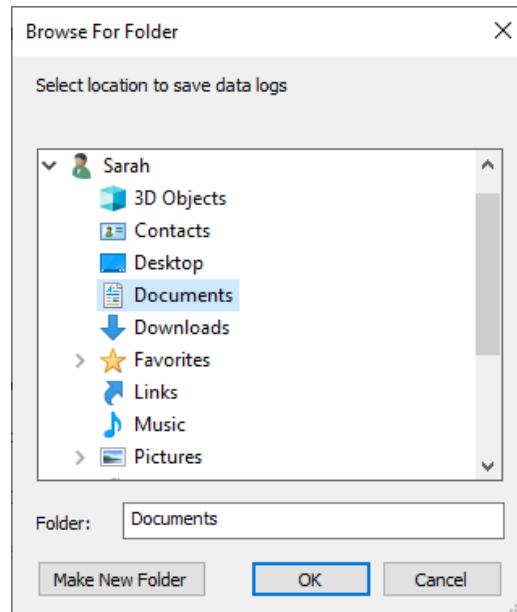 Browse For Folder
Select location to save data logs
Sarah
3D Objects
Contacts
Desktop
Documents
Downloads
Favorites
Links
Music
Pictures
Folder: Documents
Make New Folder OK Cancel